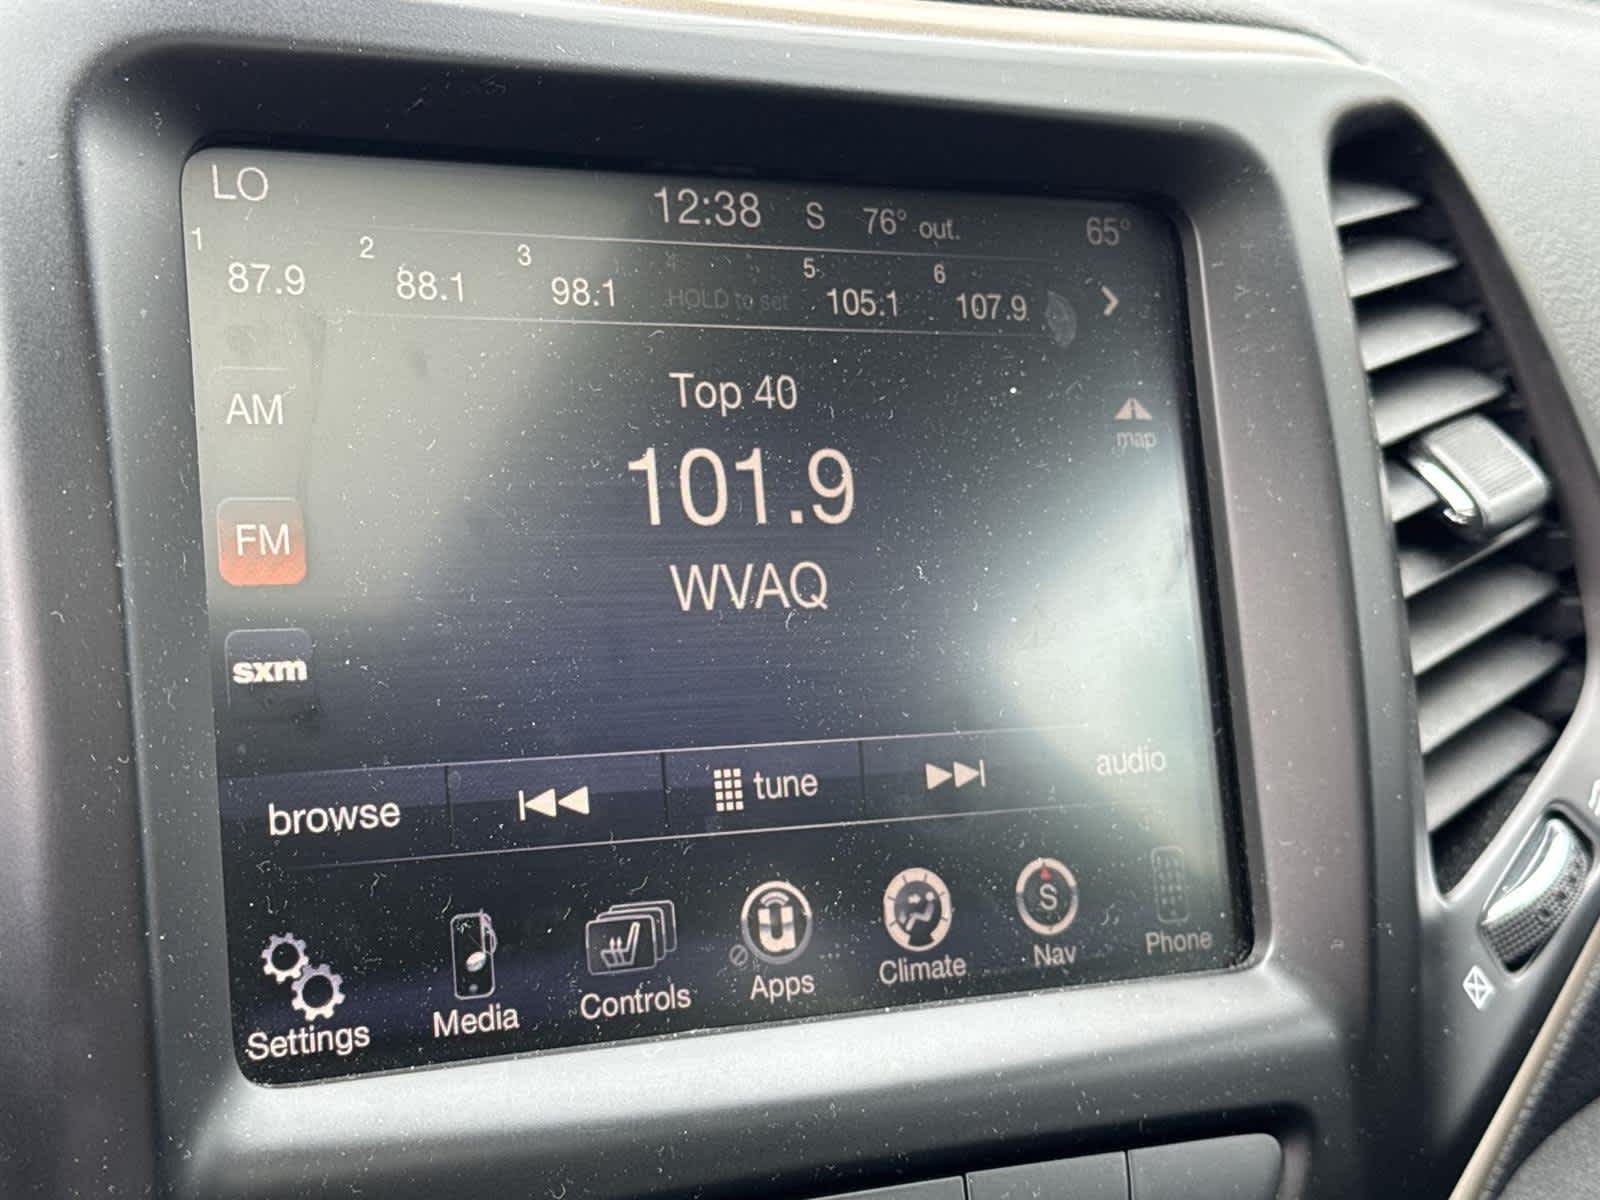 LO 12:38 S 76° out. 65°
1 2 3 5 6
87.9 88.1 98.1 HOLD to set 105.1 107.9
Top 40
AM
map
101.9
FM
WVAQ
sxm
browse tune audio
S
Settings Media Controls Apps Climate Nav Phone